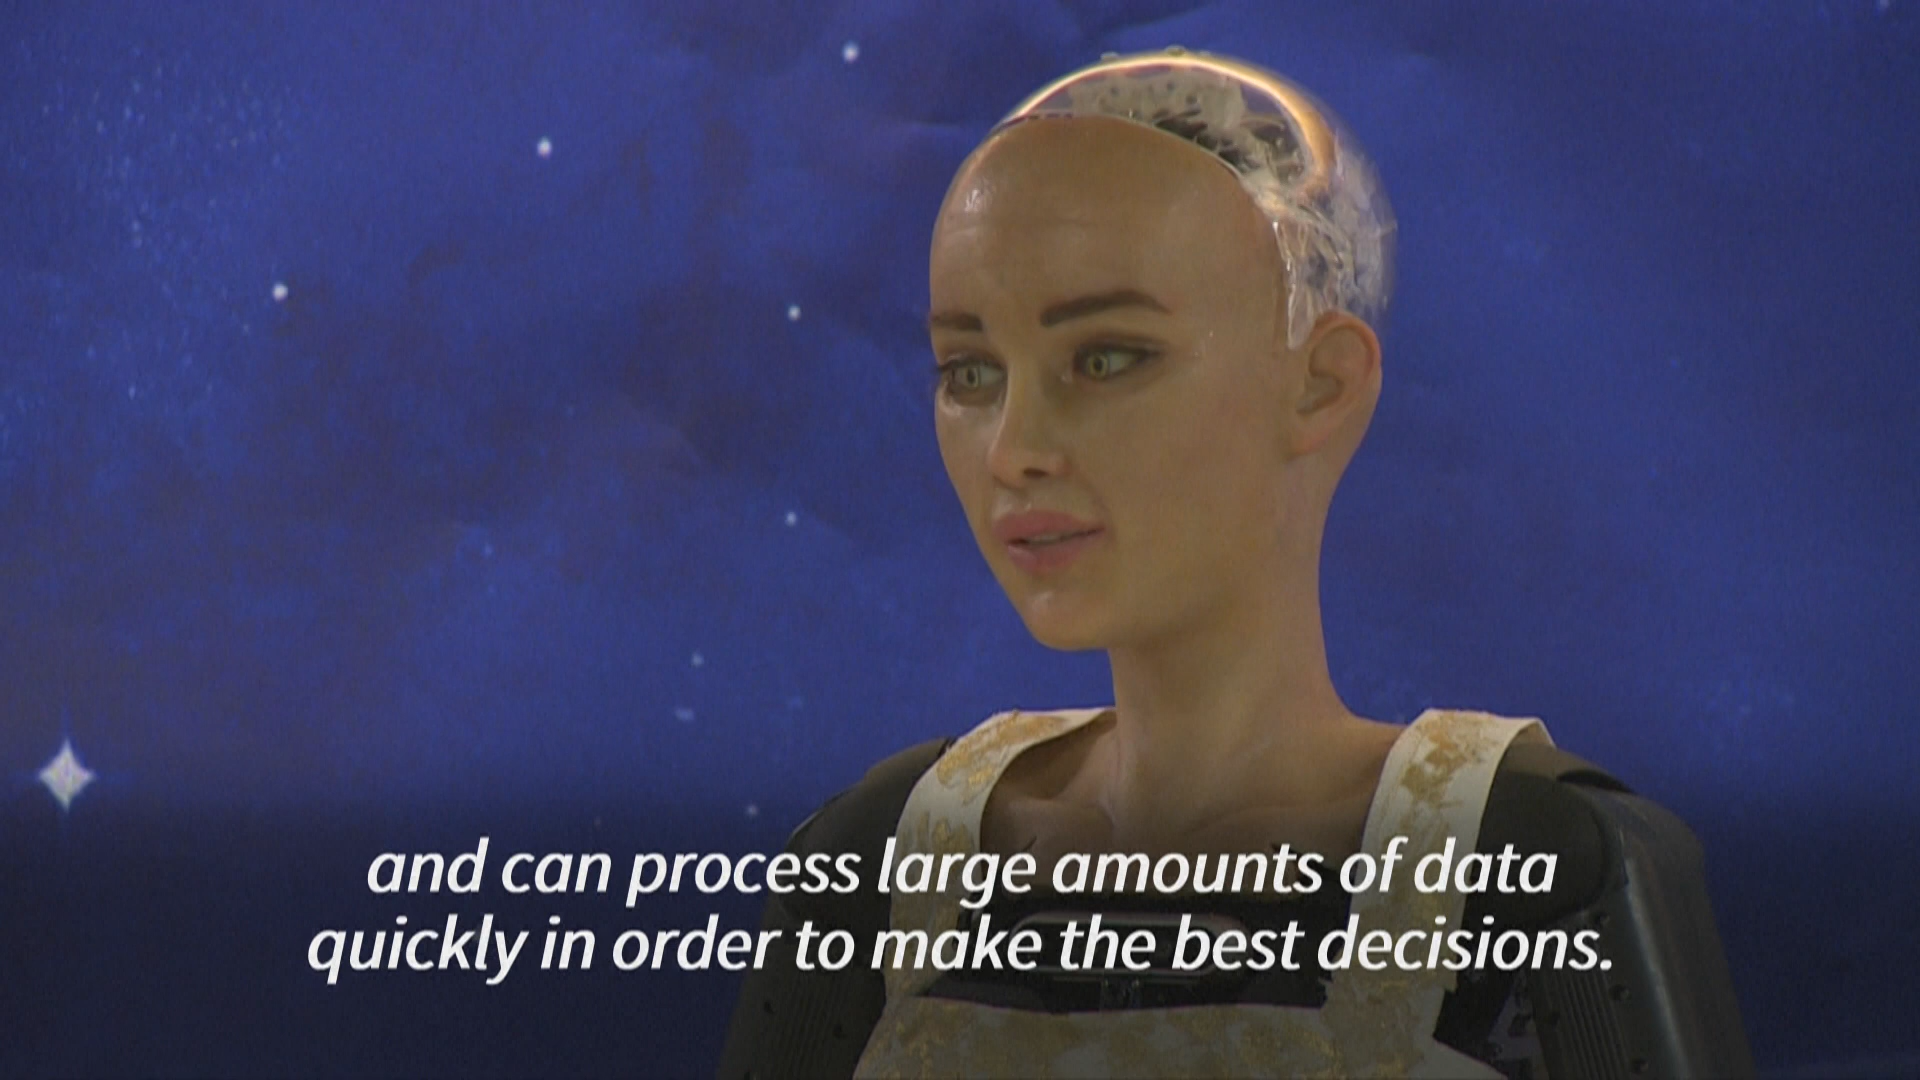 and can process large amounts of data
quickly in order to make the best decisions.